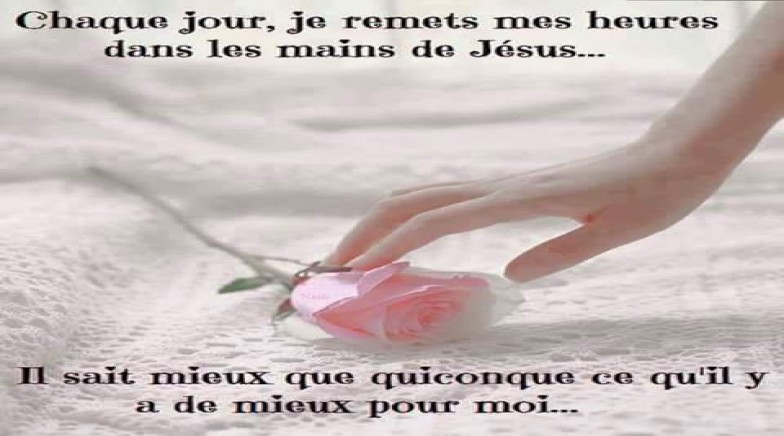 Chaque jour, je remets mes heures
dans les mains de Jésus...
Il sait mieux que quiconque ce qu'il y
a de mieux pour moi...